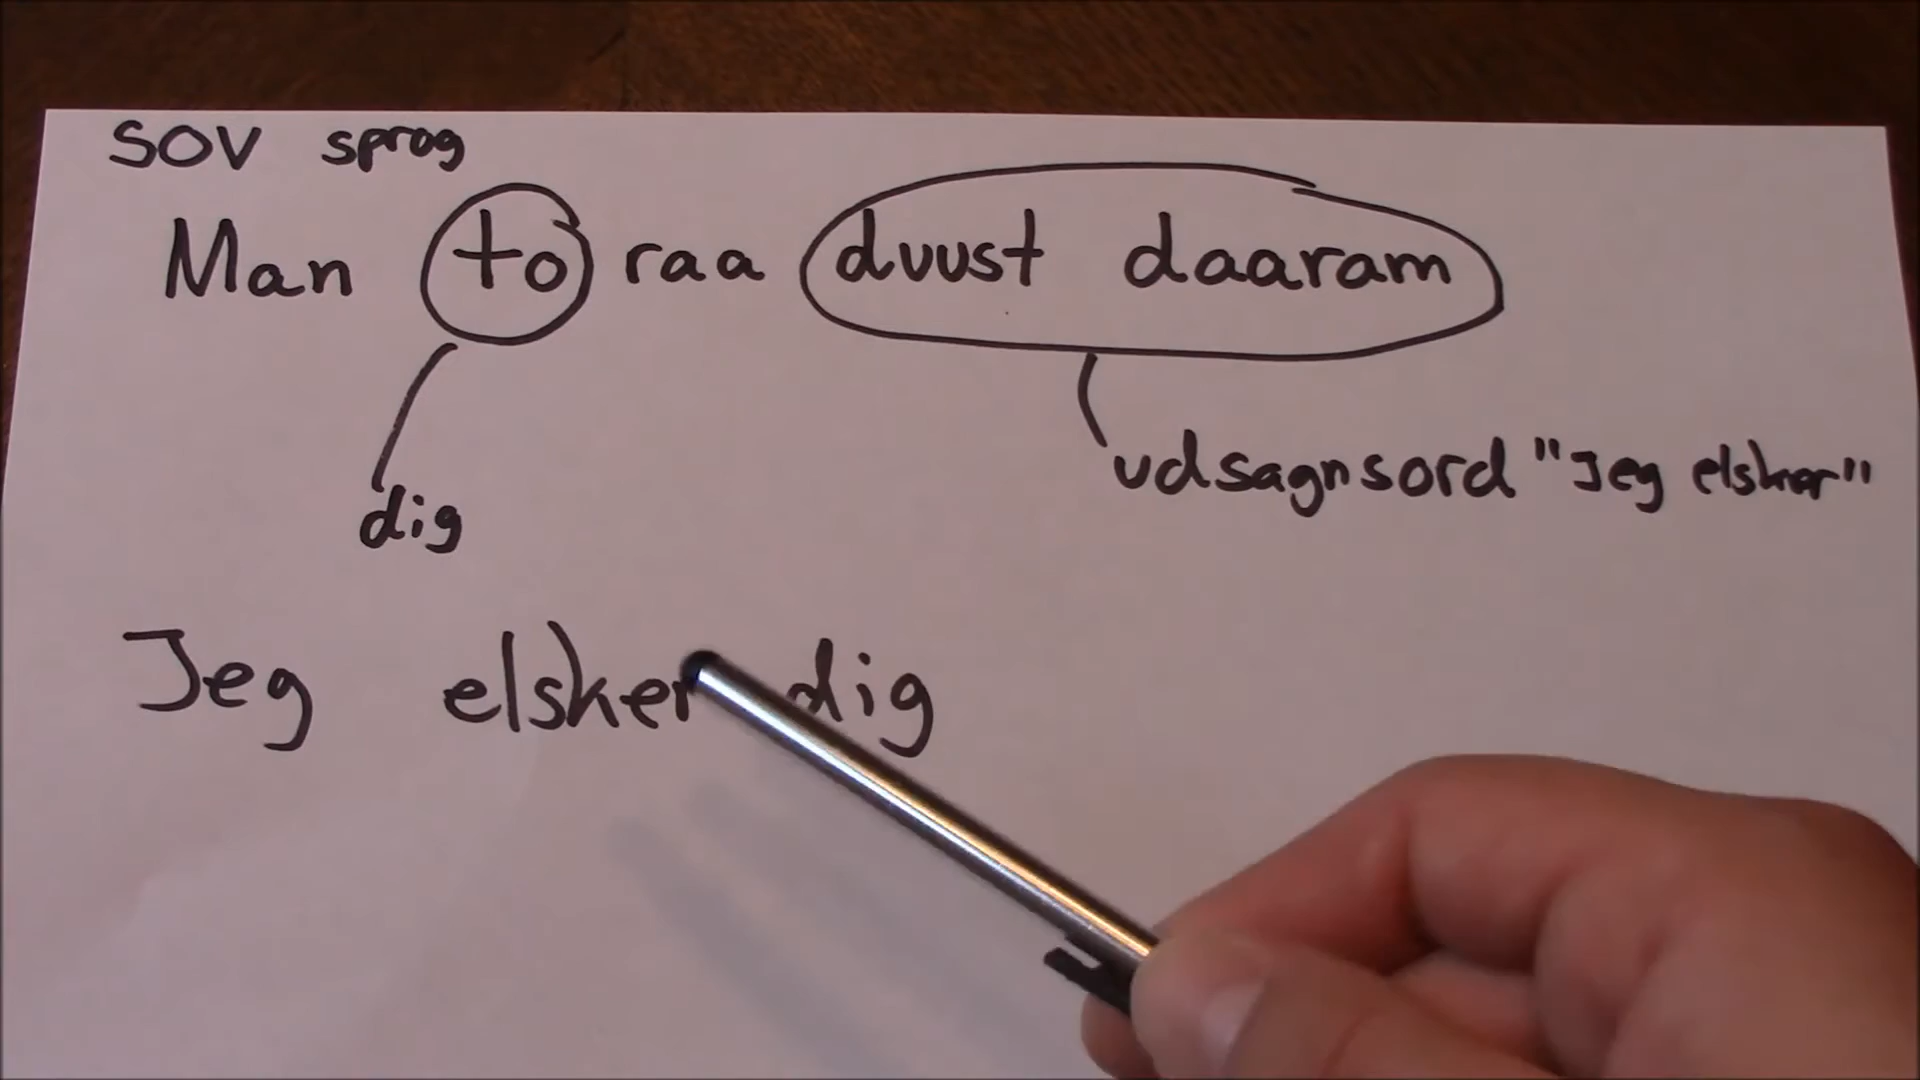 SOV sprog
Man to raa duust daaram
udsagnsord "Jeg elsker"
dig
Jeg elsker dig